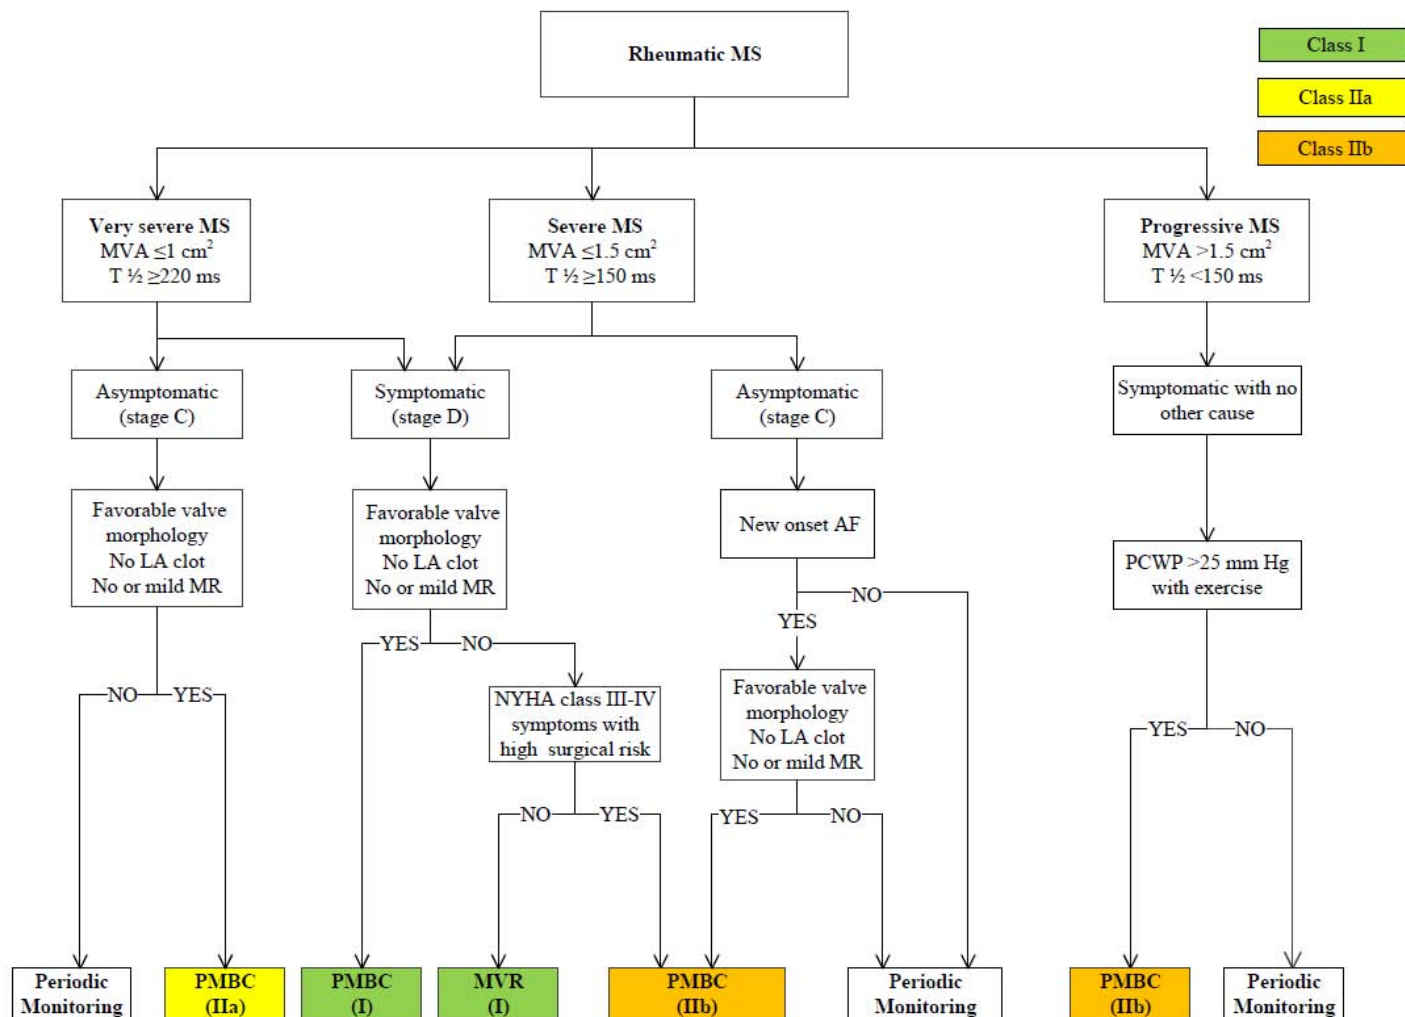 Rheumatic MS
Class I
Class IIa
Class IIb
Very severe MS
MVA ≤1 cm²
T ½ ≥220 ms
Severe MS
MVA ≤1.5 cm²
T ½ ≥150 ms
Progressive MS
MVA >1.5 cm²
T ½ <150 ms
Asymptomatic
(stage C)
Symptomatic
(stage D)
Asymptomatic
(stage C)
Symptomatic with no
other cause
Favorable valve
morphology
No LA clot
No or mild MR
Favorable valve
morphology
No LA clot
No or mild MR
New onset AF
PCWP >25 mm Hg
with exercise
NO
YES
YES
NO
YES
NO
NYHA class III-IV
symptoms with
high surgical risk
Favorable valve
morphology
No LA clot
No or mild MR
NO
YES
YES
NO
YES
NO
Periodic
Monitoring
PMBC
(IIa)
PMBC
(I)
MVR
(I)
PMBC
(IIb)
Periodic
Monitoring
PMBC
(IIb)
Periodic
Monitoring